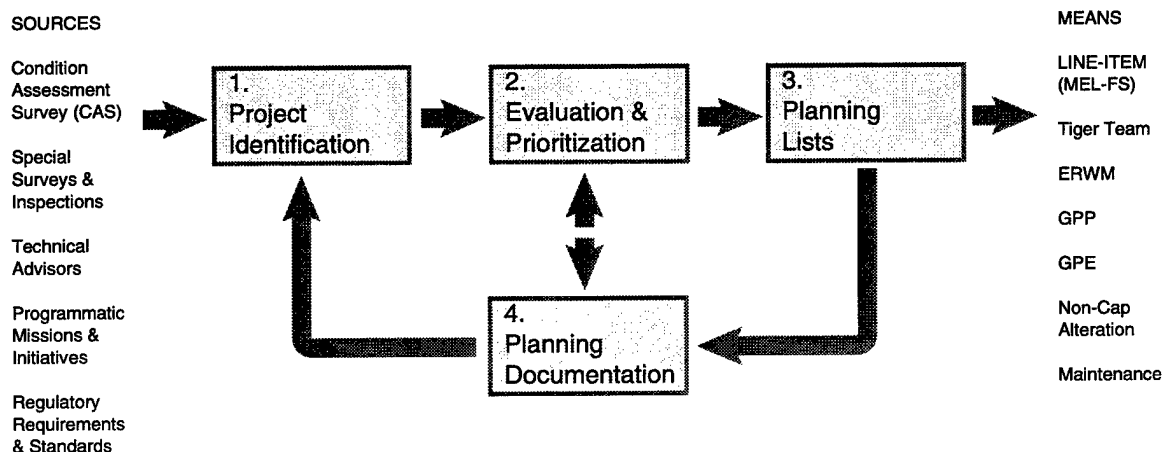 SOURCES
Condition
Assessment
Survey (CAS)
Special
Surveys &
Inspections
Technical
Advisors
Programmatic
Missions &
Initiatives
Regulatory
Requirements
& Standards
1.
Project
Identification
2.
Evaluation &
Prioritization
3.
Planning
Lists
4.
Planning
Documentation
MEANS
LINE-ITEM
(MEL-FS)
Tiger Team
ERWM
GPP
GPE
Non-Cap
Alteration
Maintenance